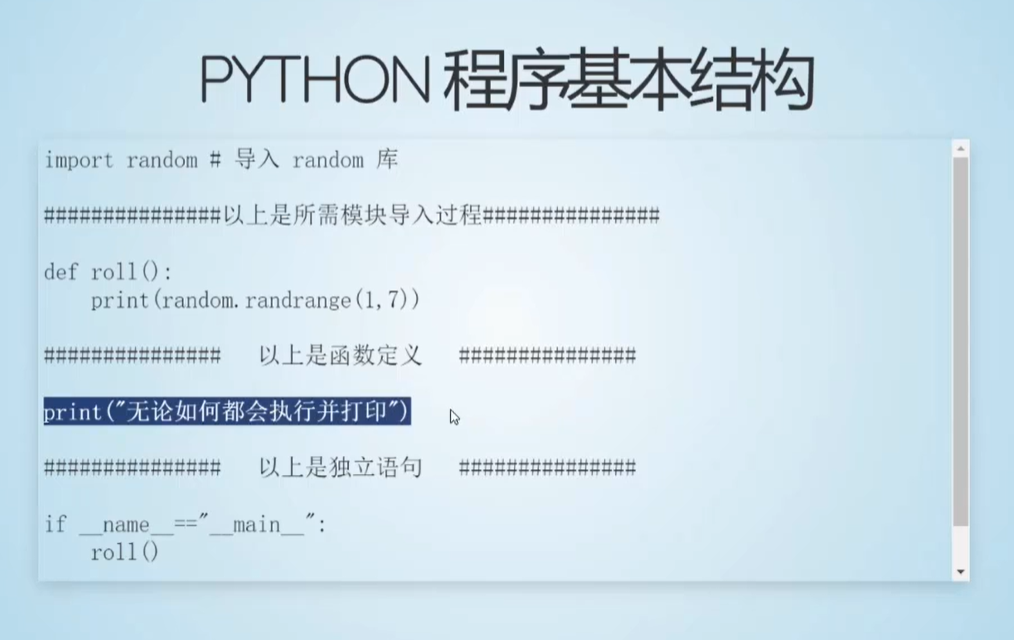 PYTHON 程序基本结构
import random # 导入 random 库
###############以上是所需模块导入过程###############
def roll():
    print(random.randrange(1,7))
###############   以上是函数定义   ###############
print("无论如何都会执行并打印")
###############   以上是独立语句   ###############
if __name__=="__main__":
    roll()